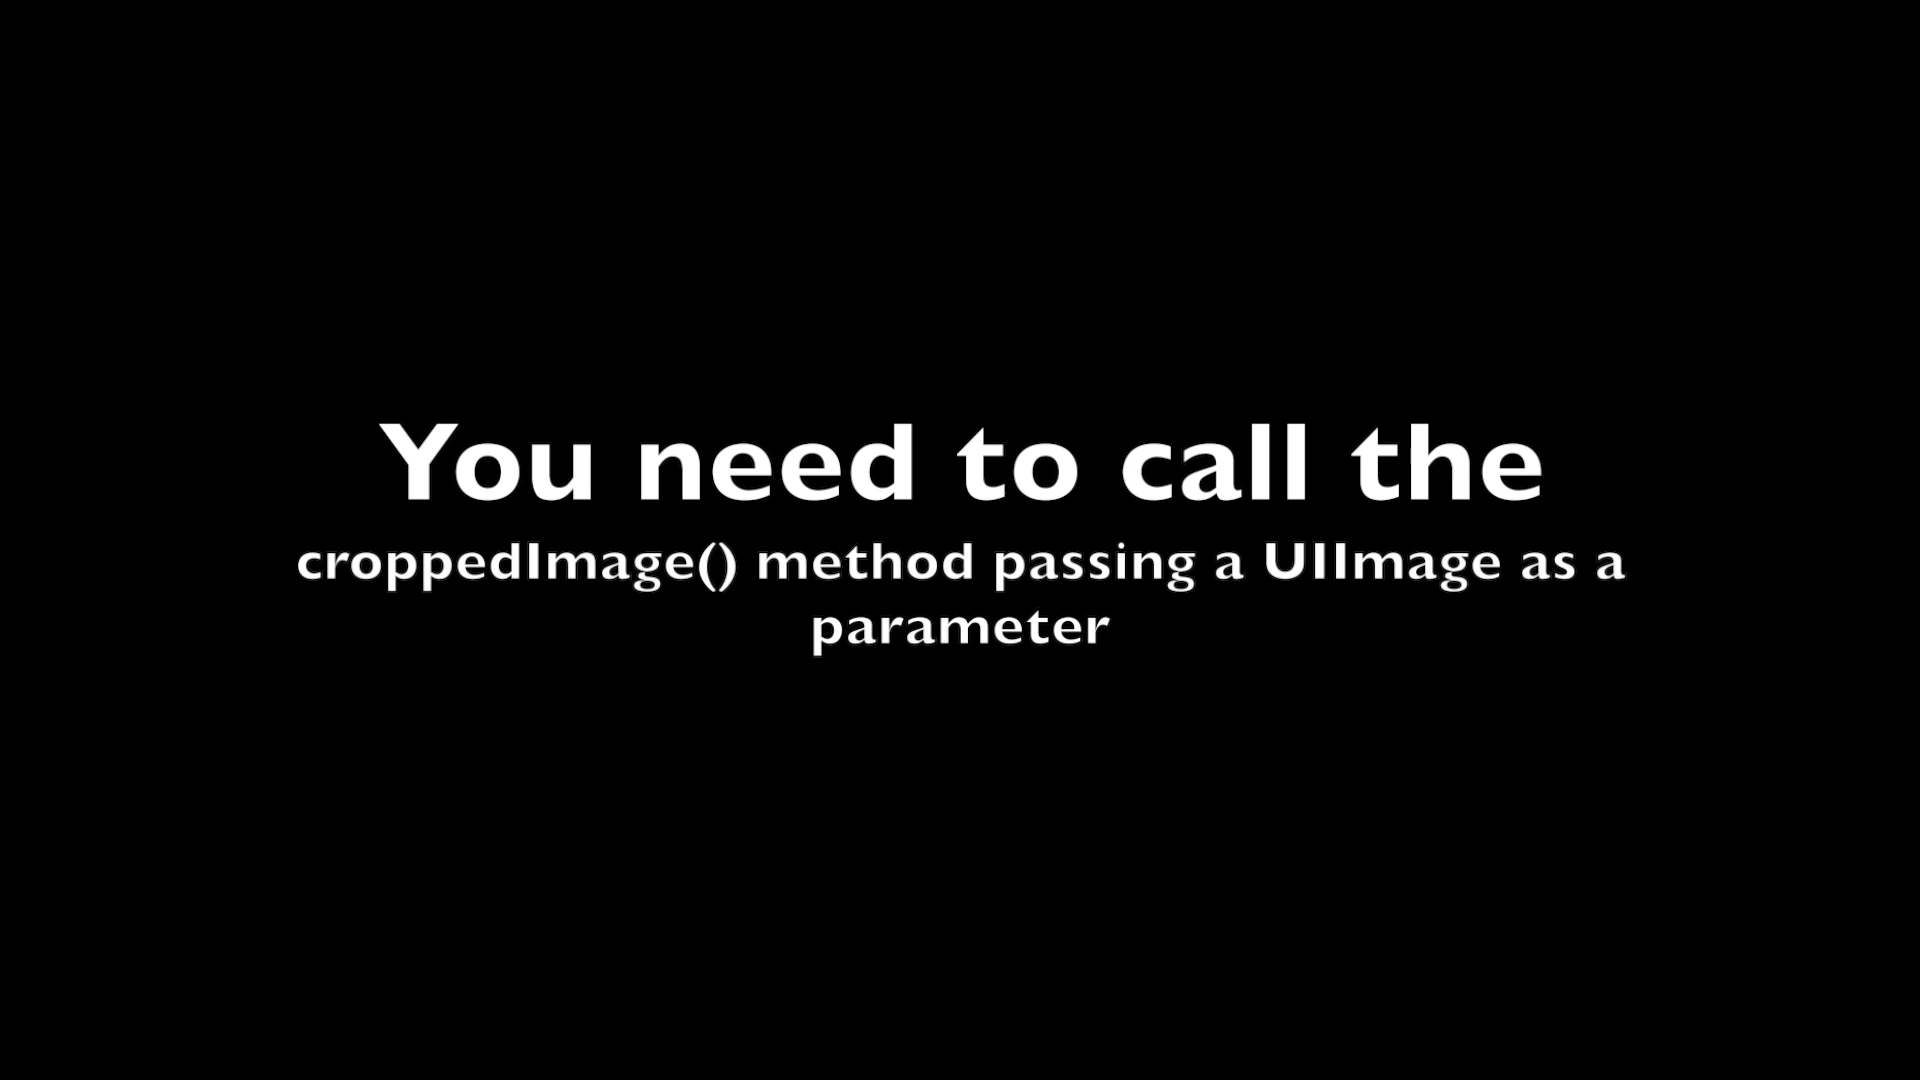 You need to call the
croppedImage() method passing a UIImage as a
parameter